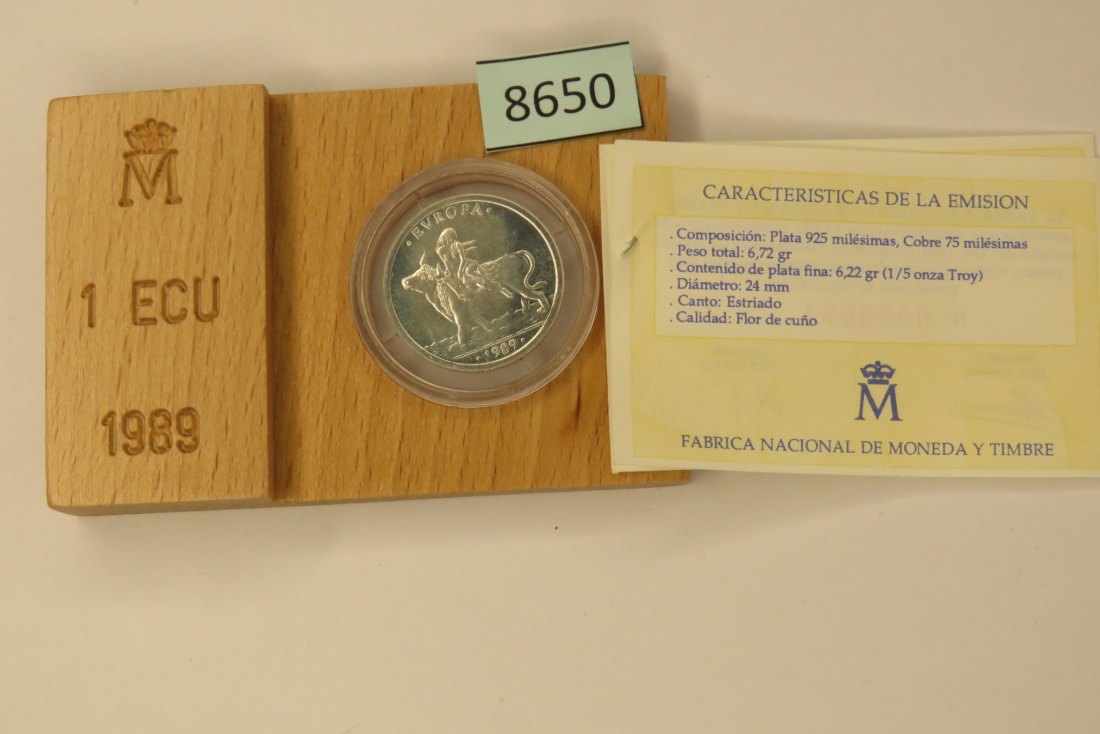 8650
M
1 ECU
1989
· EVROPA ·
· 1989 ·
CARACTERISTICAS DE LA EMISION
. Composición: Plata 925 milésimas, Cobre 75 milésimas
. Peso total: 6,72 gr
. Contenido de plata fina: 6,22 gr (1/5 onza Troy)
. Diámetro: 24 mm
. Canto: Estriado
. Calidad: Flor de cuño
M
FABRICA NACIONAL DE MONEDA Y TIMBRE